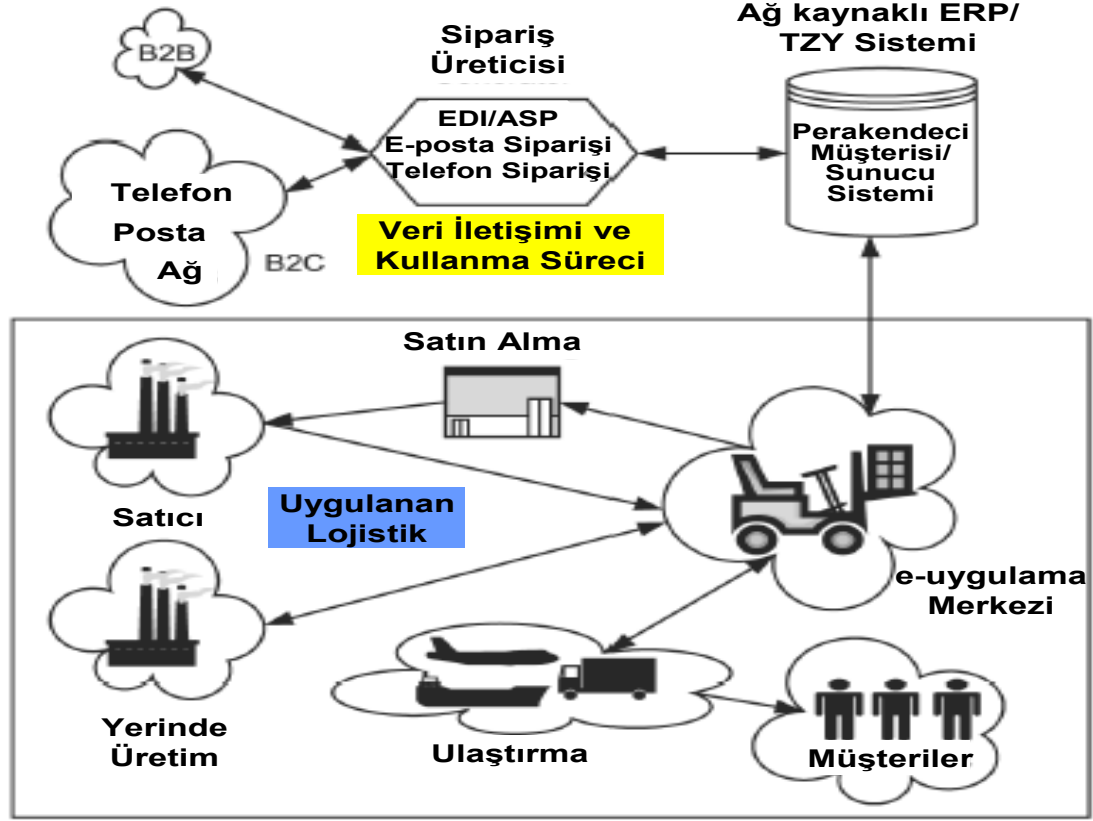 Ağ kaynaklı ERP/
TZY Sistemi
Sipariş
Üreticisi
B2B
EDI/ASP
E-posta Siparişi
Telefon Siparişi
Perakendeci
Müşterisi/
Sunucu
Sistemi
Telefon
Posta
Ağ
B2C
Veri İletişimi ve
Kullanma Süreci
Satın Alma
Satıcı
Uygulanan
Lojistik
e-uygulama
Merkezi
Yerinde
Üretim
Ulaştırma
Müşteriler